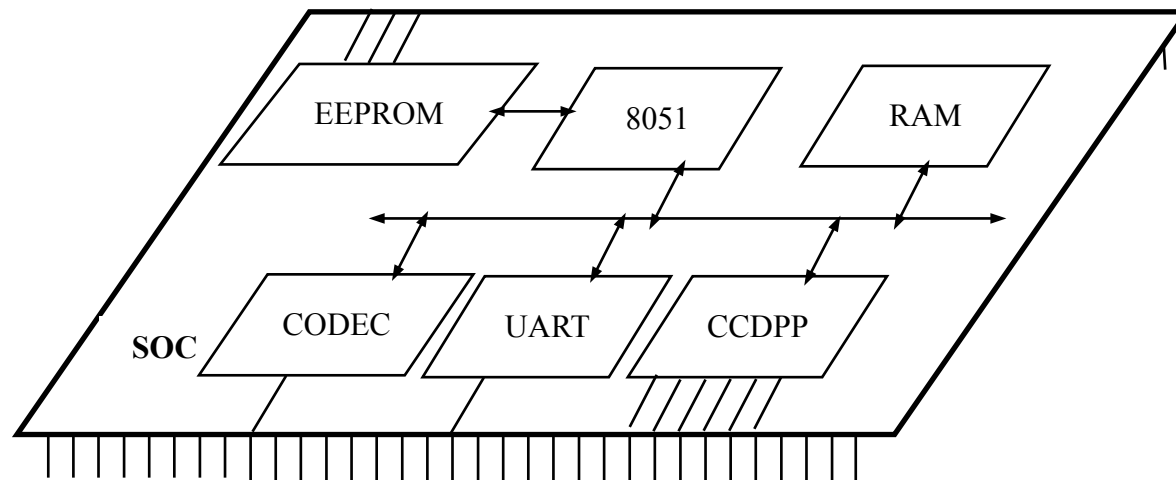 EEPROM
8051
RAM
CODEC
UART
CCDPP
SOC